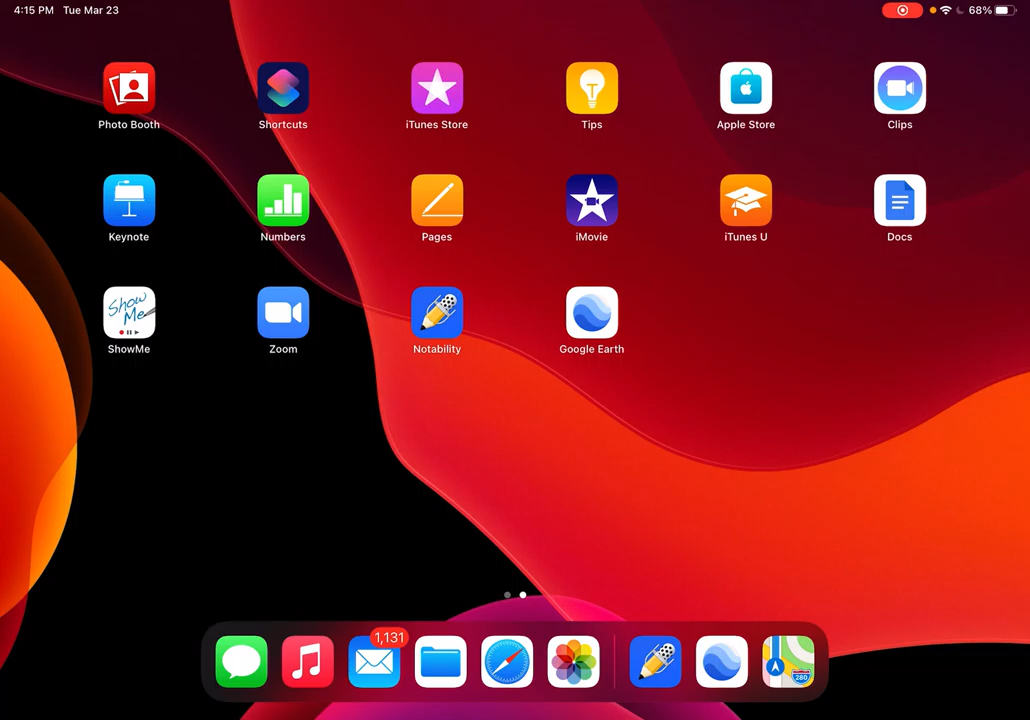 4:15 PM Tue Mar 23 68%
Photo Booth Shortcuts iTunes Store Tips Apple Store Clips
Keynote Numbers Pages iMovie iTunes U Docs
Show
Me
ShowMe Zoom Notability Google Earth
1,131
280